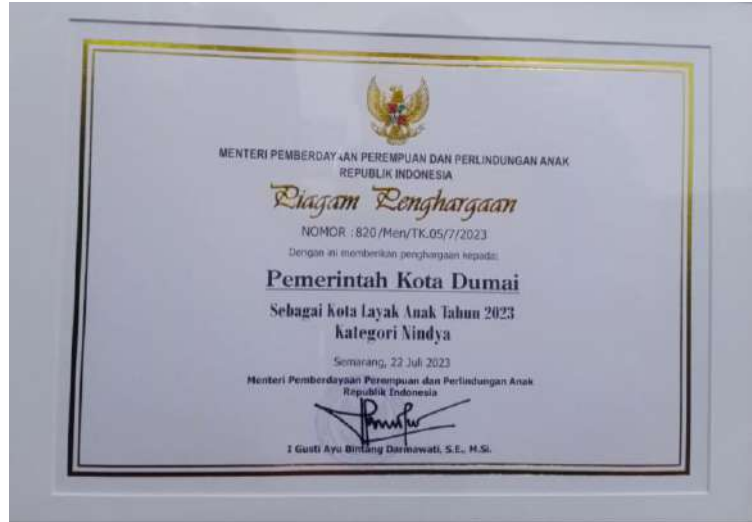 MENTERI PEMBERDAYAAN PEREMPUAN DAN PERLINDUNGAN ANAK
REPUBLIK INDONESIA
Piagam Penghargaan
NOMOR : 820/Men/TK.05/7/2023
Dengan ini memberikan penghargaan kepada:
Pemerintah Kota Dumai
Sebagai Kota Layak Anak Tahun 2023
Kategori Nindya
Semarang, 22 Juli 2023
Menteri Pemberdayaan Perempuan dan Perlindungan Anak
Republik Indonesia
I Gusti Ayu Bintang Darmawati, S.E., M.Si.